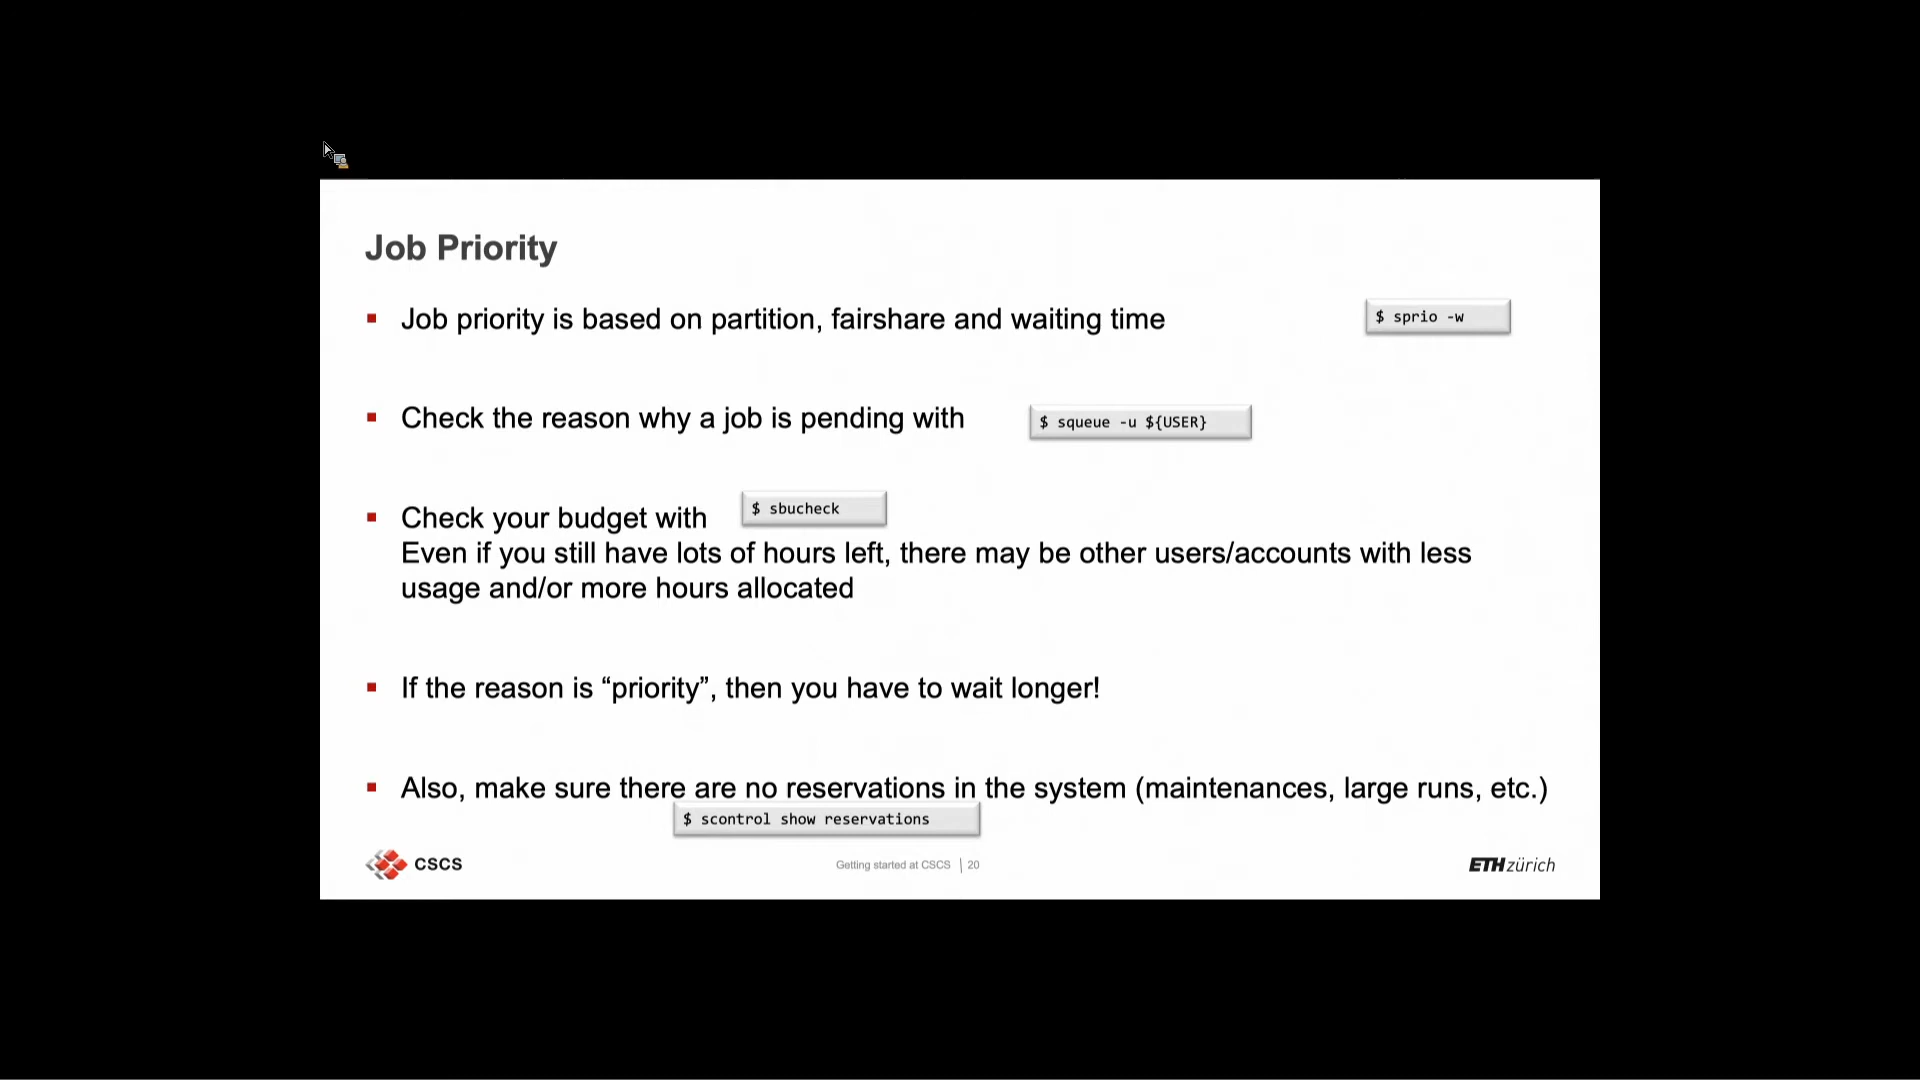 Job Priority
Job priority is based on partition, fairshare and waiting time
$ sprio -w
Check the reason why a job is pending with
$ squeue -u ${USER}
Check your budget with
$ sbucheck
Even if you still have lots of hours left, there may be other users/accounts with less
usage and/or more hours allocated
If the reason is “priority”, then you have to wait longer!
Also, make sure there are no reservations in the system (maintenances, large runs, etc.)
$ scontrol show reservations
CSCS
Getting started at CSCS | 20
ETH zürich